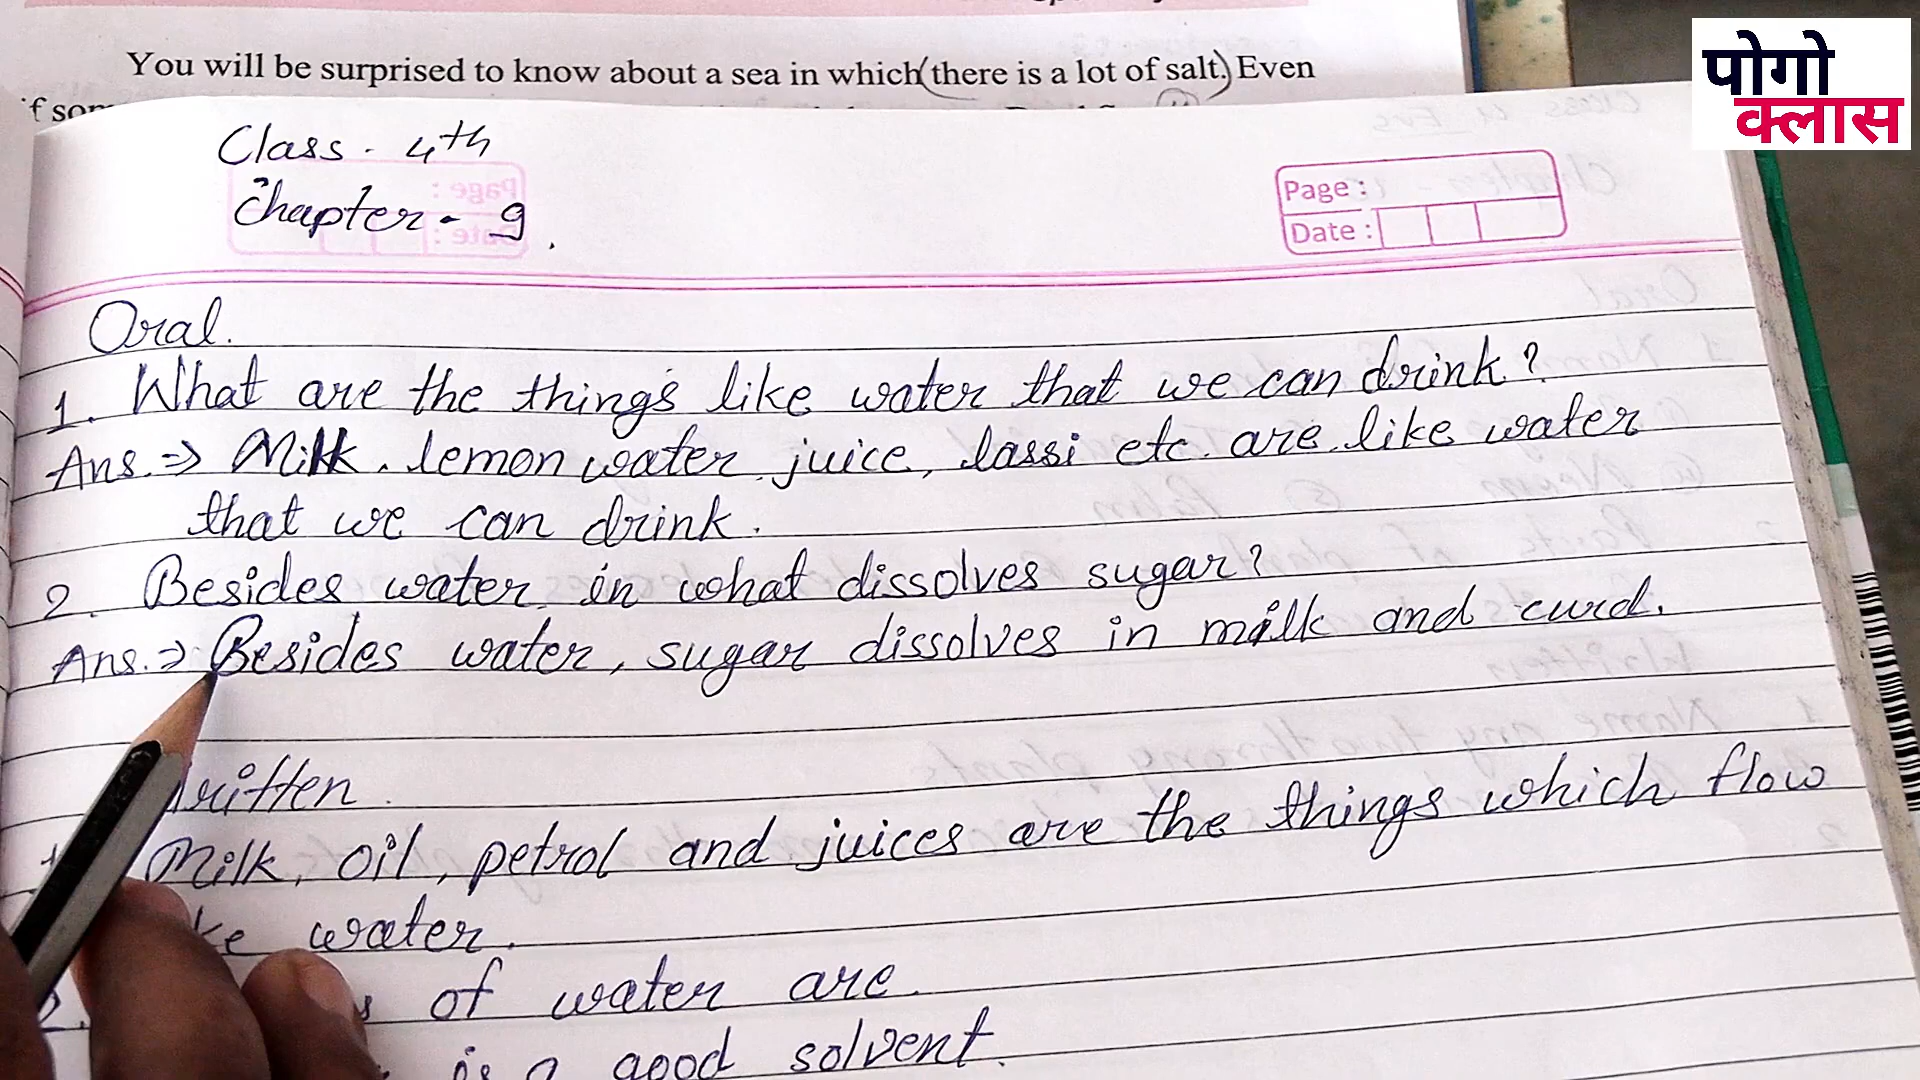 You will be surprised to know about a sea in which (there is a lot of salt.) Even
पोगो
क्लास
Class - 4th
Chapter - 9.
Page :
Date :
Oral.
1. What are the things like water that we can drink?
Ans. ⇒ Milk, lemon water, juice, lassi etc. are like water
that we can drink.
2. Besides water, in what dissolves sugar?
Ans. ⇒ Besides water, sugar dissolves in milk and curd.
Milk, oil, petrol and juices are the things which flow
water.
2. of water are.
is a good solvent.